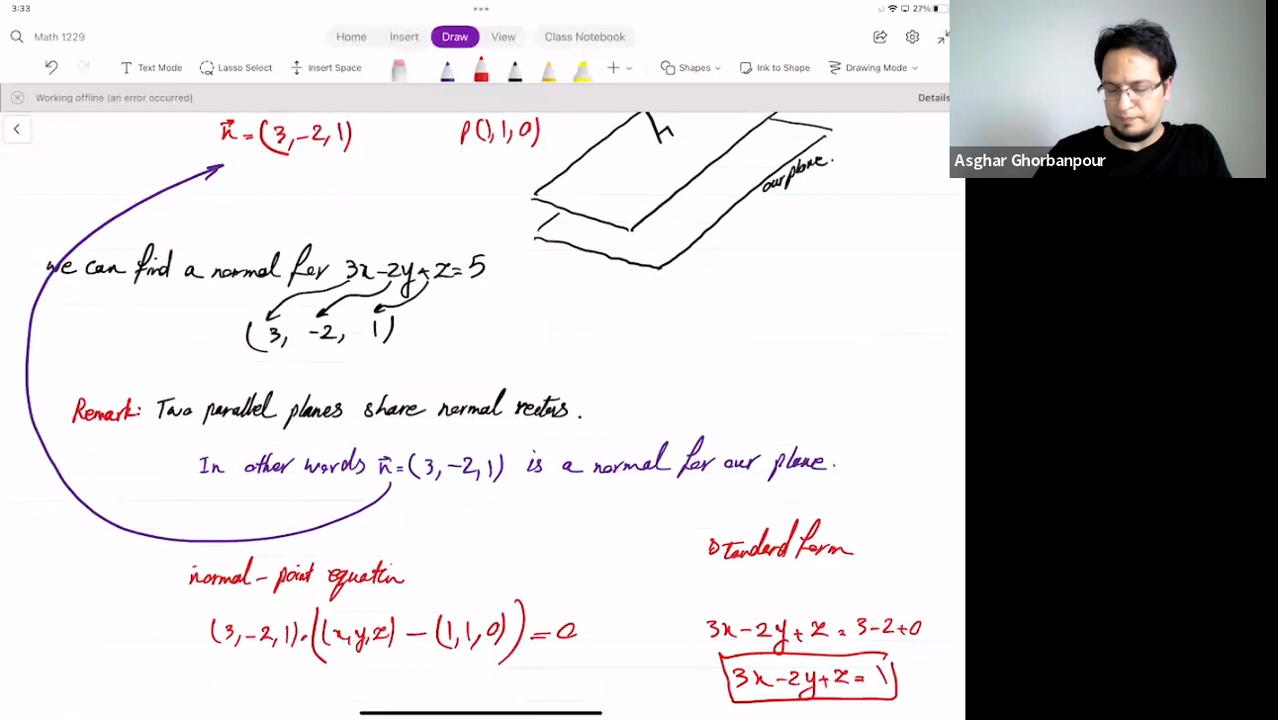 3:33
27%
Math 1229
Home Insert Draw View Class Notebook
Text Mode Lasso Select Insert Space Shapes Ink to Shape Drawing Mode
Working offline (an error occurred)
Details
Asghar Ghorbanpour
n⃗ = (3, -2, 1) P(1, 1, 0)
our plane.
we can find a normal for 3x-2y+z=5
(3, -2, 1)
Remark: Two parallel planes share normal vectors.
In other words n⃗=(3,-2,1) is a normal for our plane.
Standard form
normal-point equation
(3,-2,1)·((x,y,z) - (1,1,0)) = 0
3x-2y+z = 3-2+0
3x-2y+z = 1